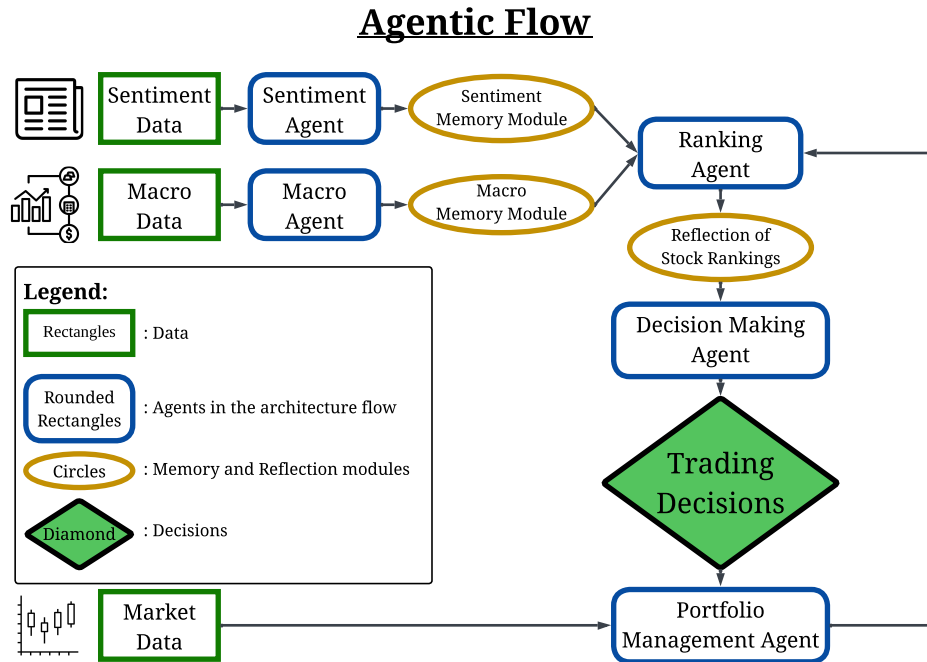 Agentic Flow
Sentiment
Data
Sentiment
Agent
Sentiment
Memory Module
Macro
Data
Macro
Agent
Macro
Memory Module
Ranking
Agent
Reflection of
Stock Rankings
Decision Making
Agent
Trading
Decisions
Legend:
Rectangles
: Data
Rounded
Rectangles
: Agents in the architecture flow
Circles
: Memory and Reflection modules
Diamond
: Decisions
Market
Data
Portfolio
Management Agent